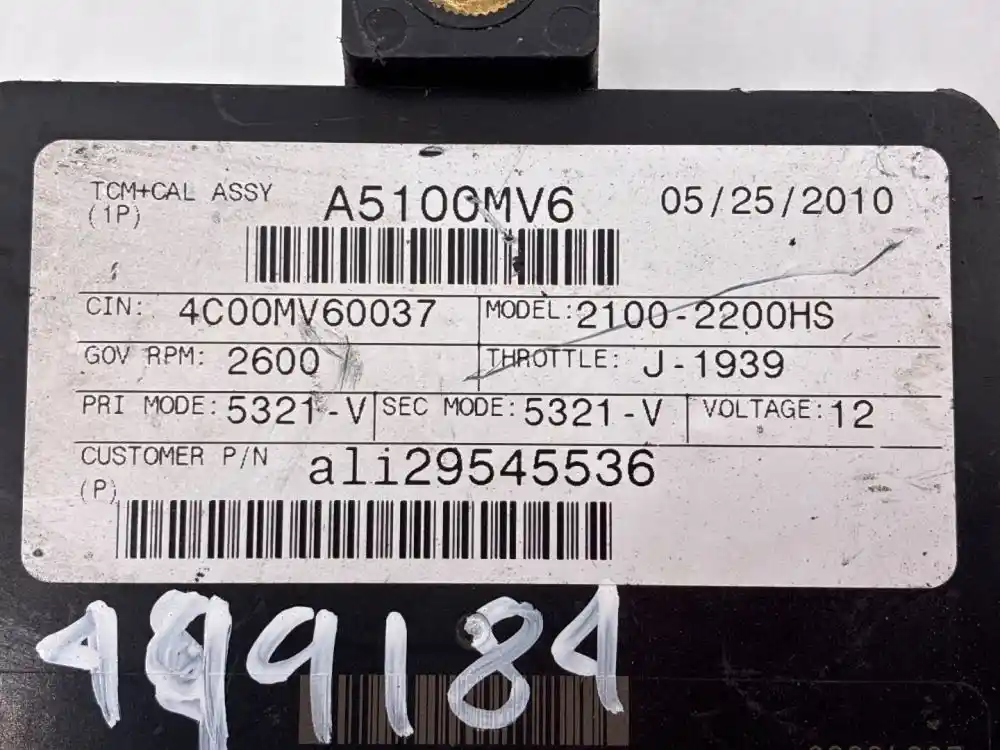 TCM+CAL ASSY A5100MV6 05/25/2010
(1P)
CIN: 4C00MV60037 MODEL: 2100-2200HS
GOV RPM: 2600 THROTTLE: J-1939
PRI MODE: 5321-V SEC MODE: 5321-V VOLTAGE: 12
CUSTOMER P/N ali29545536
(P)
499184